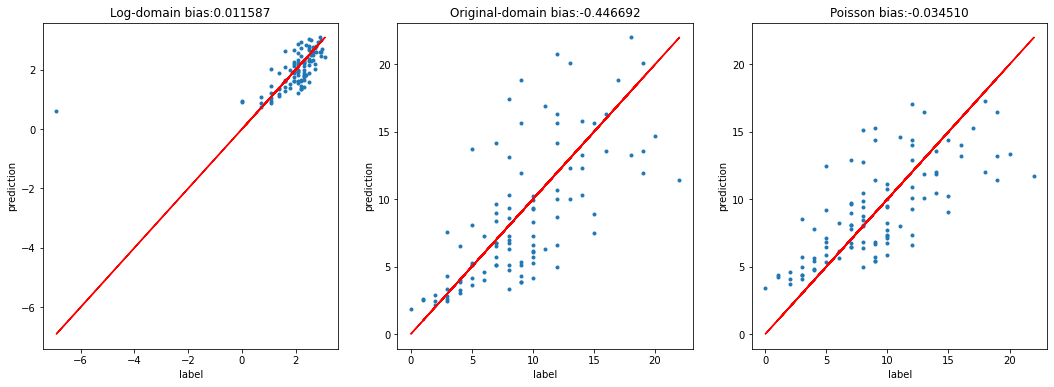 Log-domain bias:0.011587
prediction
2
0
−2
−4
−6
−6 −4 −2 0 2
label
Original-domain bias:-0.446692
prediction
20
15
10
5
0
0 5 10 15 20
label
Poisson bias:-0.034510
prediction
20
15
10
5
0
0 5 10 15 20
label